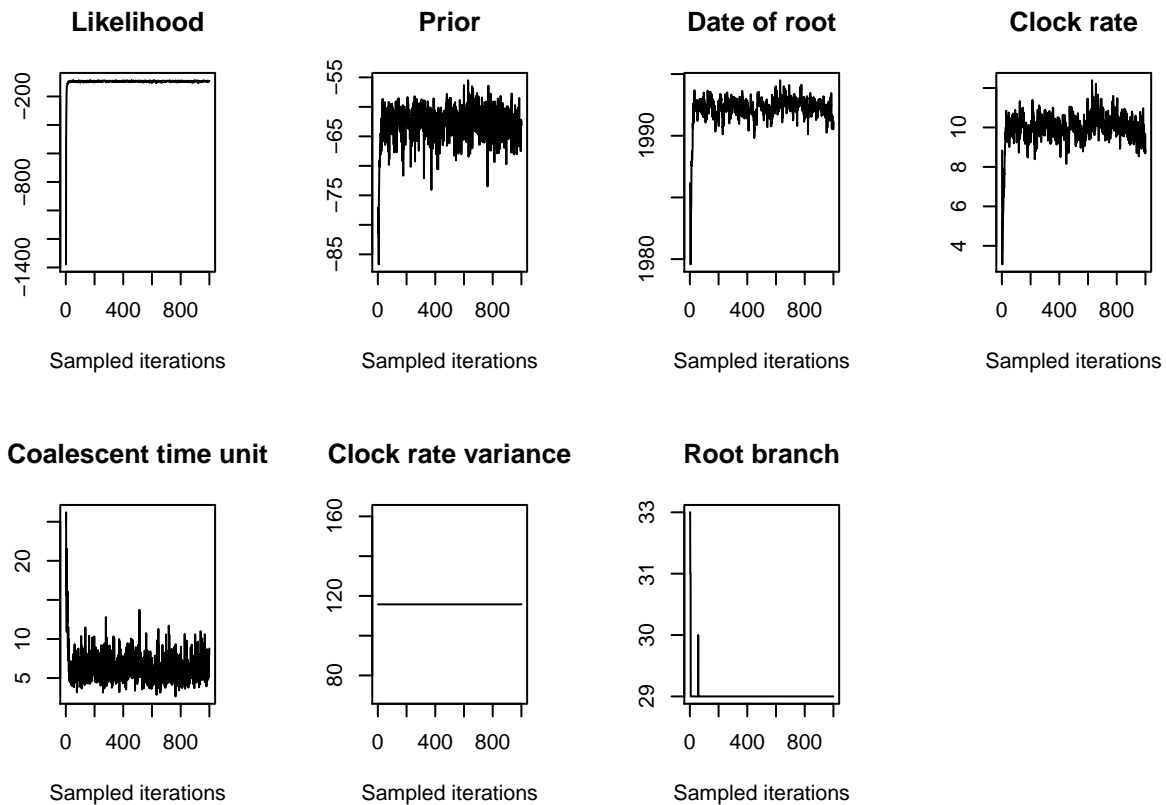 Likelihood
Prior
Date of root
Clock rate
−200
−800
−1400
0 400 800
Sampled iterations
−55
−65
−75
−85
0 400 800
Sampled iterations
1990
1980
0 400 800
Sampled iterations
10
8
6
4
0 400 800
Sampled iterations
Coalescent time unit
Clock rate variance
Root branch
20
10
5
0 400 800
Sampled iterations
160
120
80
0 400 800
Sampled iterations
33
31
30
29
0 400 800
Sampled iterations